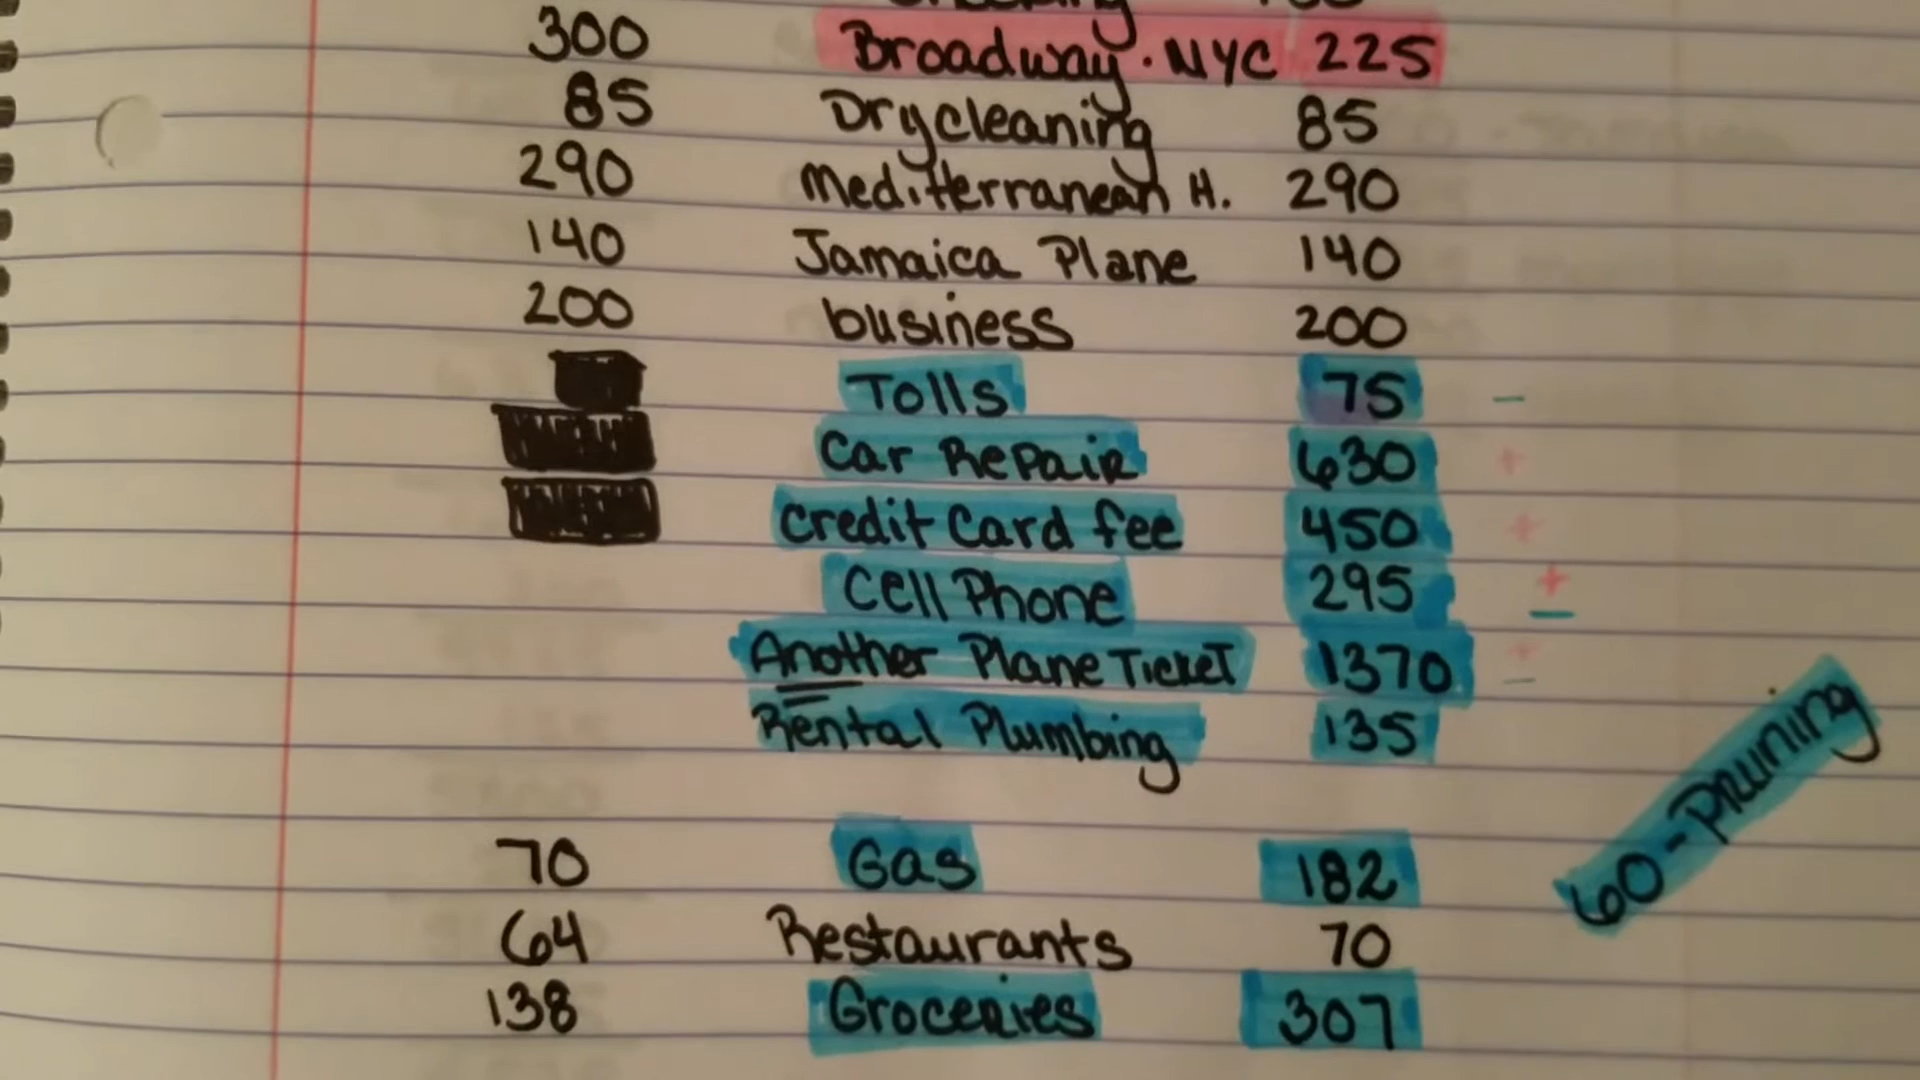 300 Broadway · NYC 225
85 Drycleaning 85
290 Mediterranean H. 290
140 Jamaica Plane 140
200 business 200
Tolls 75 -
Car Repair 630 +
Credit Card fee 450 +
Cell Phone 295 + -
Another Plane Ticket 1370 + -
Rental Plumbing 135
60 - Pruning
70 Gas 182
64 Restaurants 70
138 Groceries 307